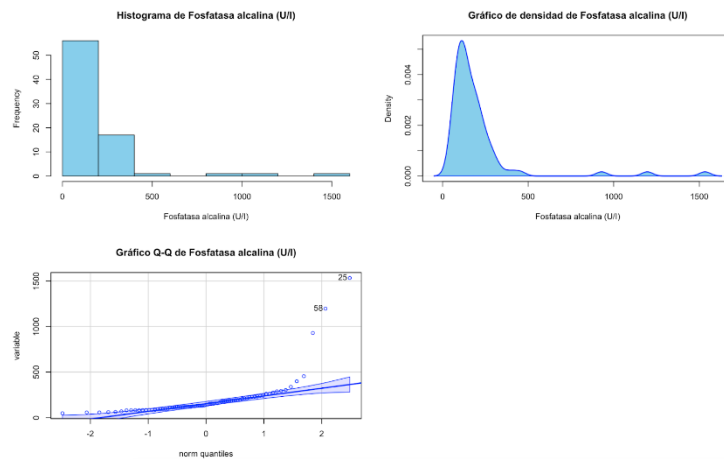 Histograma de Fosfatasa alcalina (U/l)
Frequency
0 10 20 30 40 50
0 500 1000 1500
Fosfatasa alcalina (U/l)
Gráfico de densidad de Fosfatasa alcalina (U/l)
Density
0.000 0.002 0.004
0 500 1000 1500
Fosfatasa alcalina (U/l)
Gráfico Q-Q de Fosfatasa alcalina (U/l)
variable
0 500 1000 1500
25
58
-2 -1 0 1 2
norm quantiles